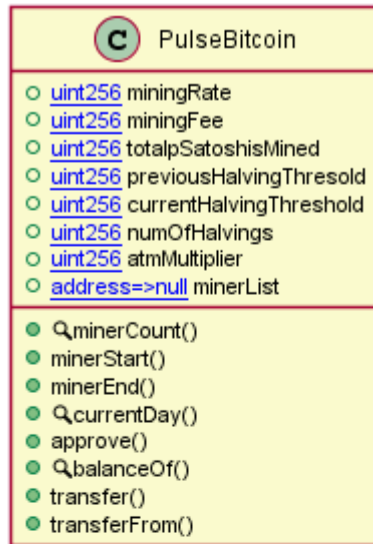 C PulseBitcoin
uint256 miningRate
uint256 miningFee
uint256 totalpSatoshisMined
uint256 previousHalvingThresold
uint256 currentHalvingThreshold
uint256 numOfHalvings
uint256 atmMultiplier
address=>null minerList
minerCount()
minerStart()
minerEnd()
currentDay()
approve()
balanceOf()
transfer()
transferFrom()